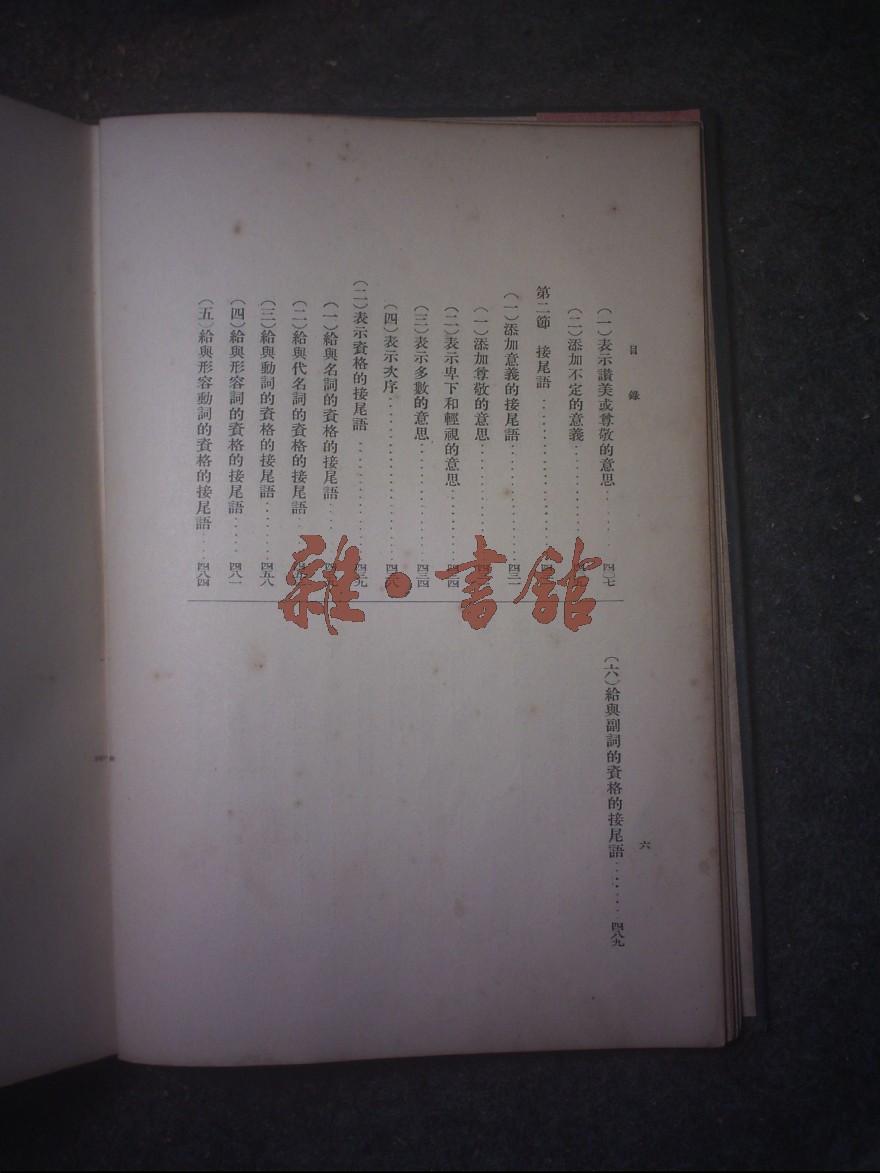 目錄
(一)表示讃美或尊敬的意思.......四〇七
(二)添加不定的意義
第二節 接尾語
(一)添加意義的接尾語..........四三一
(一)添加尊敬的意思
(二)表示卑下和輕視的意思..........四三四
(三)表示多數的意思..........四三四
(四)表示次序
(二)表示資格的接尾語
(一)給與名詞的資格的接尾語
(二)給與代名詞的資格的接尾語
(三)給與動詞的資格的接尾語.......四五八
(四)給與形容詞的資格的接尾語.....四八一
(五)給與形容動詞的資格的接尾語...四八四
(六)給與副詞的資格的接尾語.......四八九
六
雜·書館